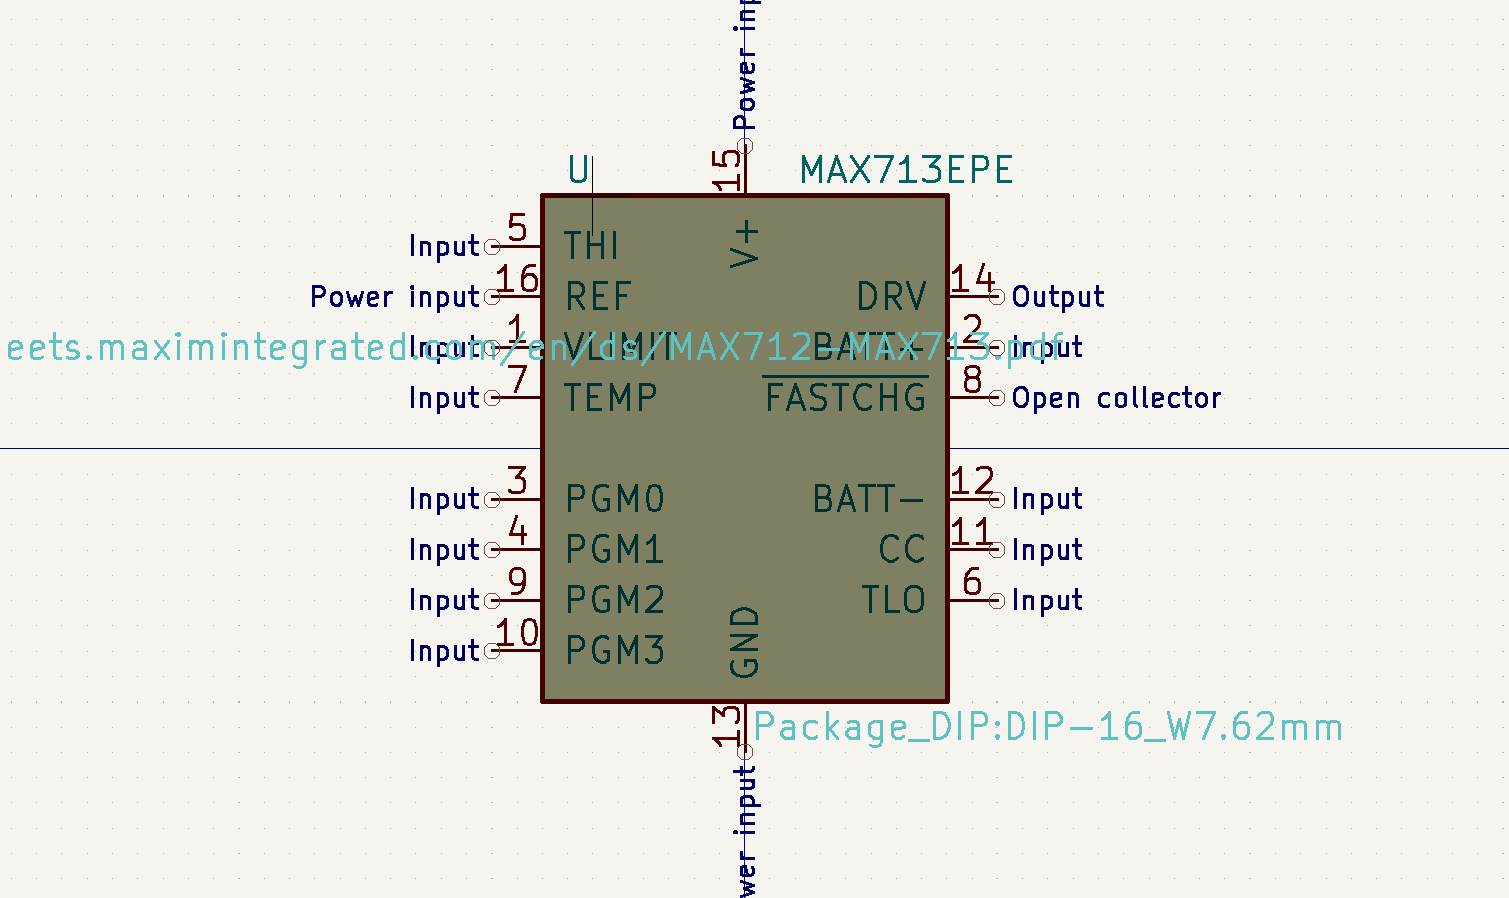 Power inp
15
U
MAX713EPE
V+
Input 5 THI
Power input 16 REF
DRV 14 Output
Input 1 VLIMIT
BATT+ 2 Input
eets.maximintegrated.com/en/ds/MAX712-MAX713.pdf
Input 7 TEMP
FASTCHG 8 Open collector
Input 3 PGM0
BATT- 12 Input
Input 4 PGM1
CC 11 Input
Input 9 PGM2
TLO 6 Input
Input 10 PGM3
GND
13
Package_DIP:DIP-16_W7.62mm
wer input